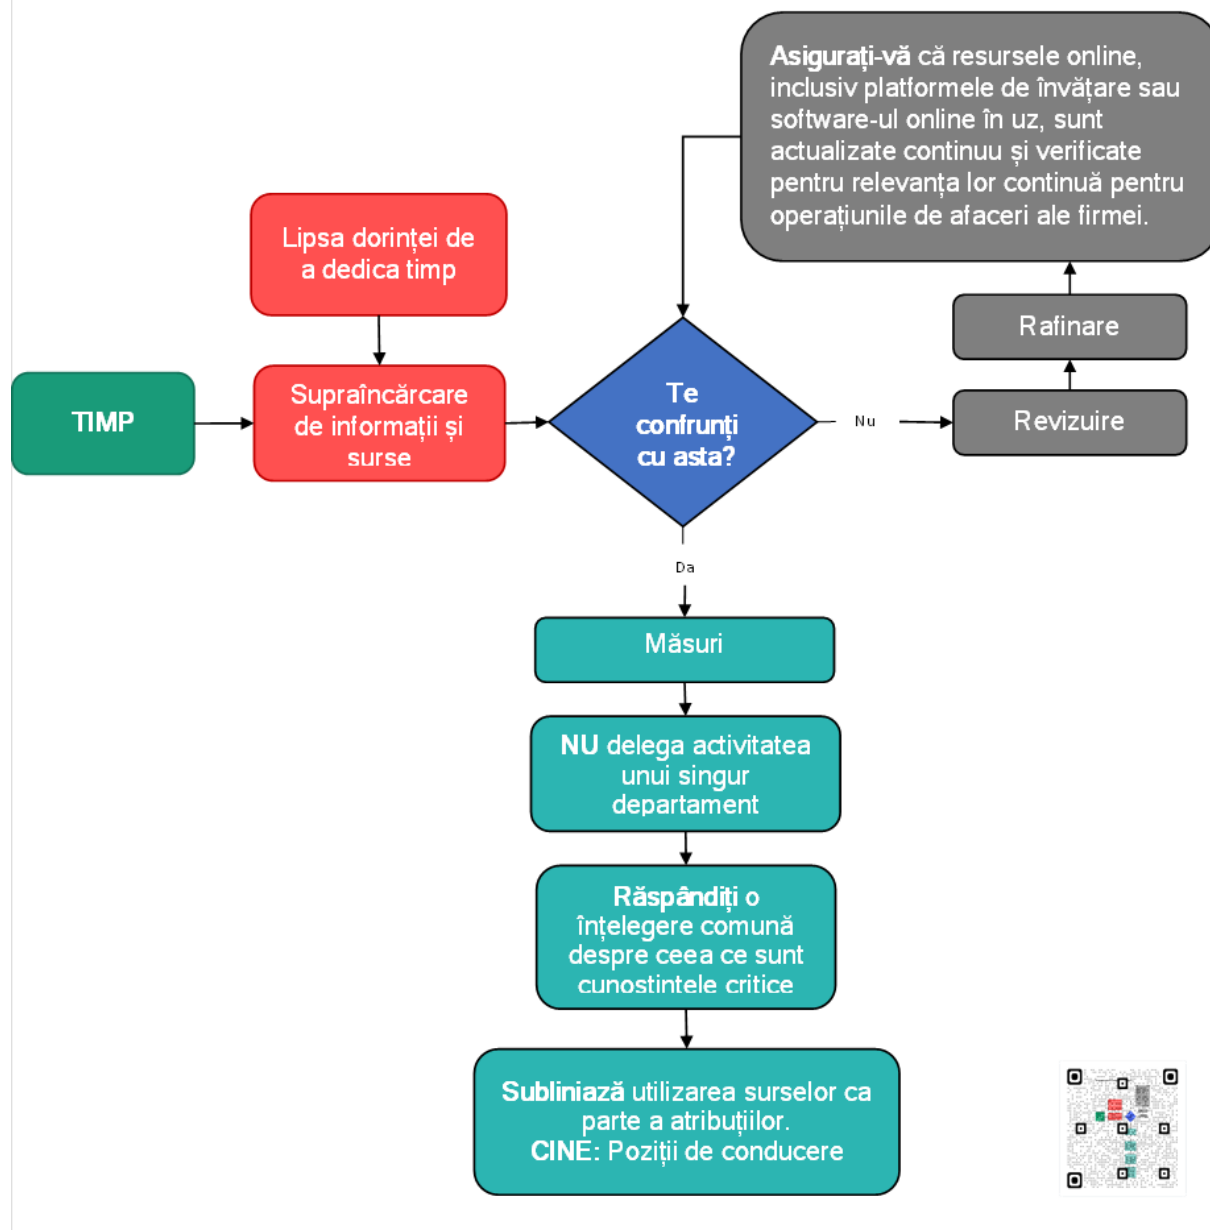 Asigurați-vă că resursele online,
inclusiv platformele de învățare sau
software-ul online în uz, sunt
actualizate continuu și verificate
pentru relevanța lor continuă pentru
operațiunile de afaceri ale firmei.
Lipsa dorinței de
a dedica timp
Rafinare
TIMP
Supraîncărcare
de informații și
surse
Te
confrunți
cu asta?
Nu
Revizuire
Da
Măsuri
NU delega activitatea
unui singur
departament
Răspândiți o
înțelegere comună
despre ceea ce sunt
cunostintele critice
Subliniază utilizarea surselor ca
parte a atribuțiilor.
CINE: Poziții de conducere